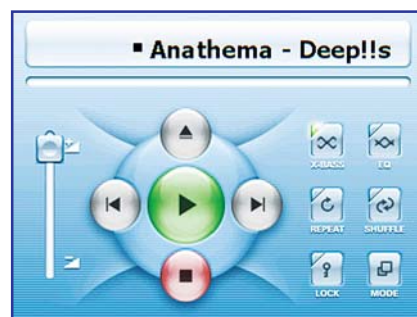 ▪ Anathema - Deep!!s
X-BASS EQ
REPEAT SHUFFLE
LOCK MODE